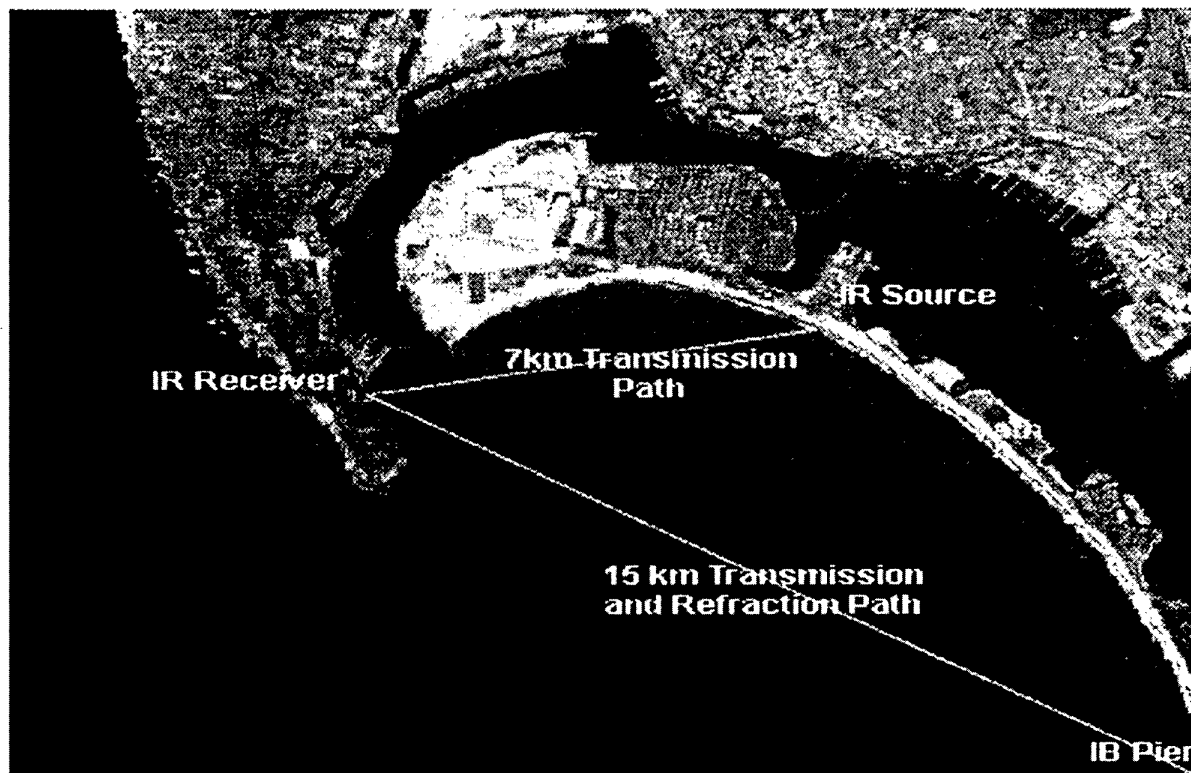 IR Source
7km Transmission
Path
IR Receiver
15 km Transmission
and Refraction Path
IB Pier